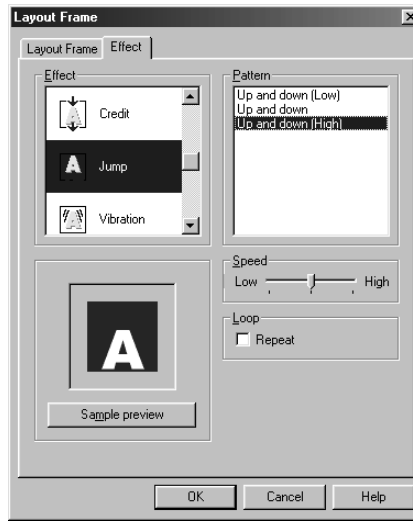 Layout Frame
Layout Frame Effect
Effect
Credit
A Jump
Vibration
Pattern
Up and down (Low)
Up and down
Up and down (High)
Speed
Low High
Loop
Repeat
A
Sample preview
OK Cancel Help